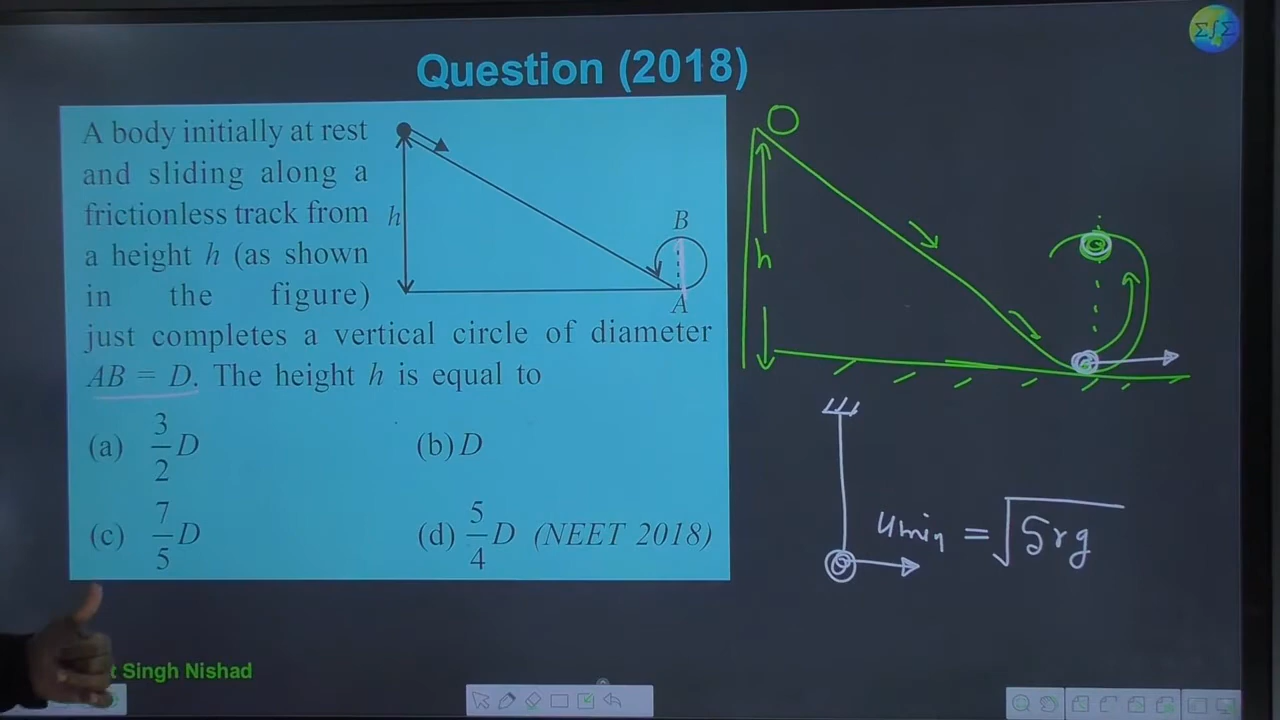 ΣʃΣ
Question (2018)
A body initially at rest
and sliding along a
frictionless track from
a height h (as shown
in the figure)
just completes a vertical circle of diameter
AB = D. The height h is equal to
(a) 3/2 D
(b) D
(c) 7/5 D
(d) 5/4 D (NEET 2018)
h
B
A
h
umin = √5rg
t Singh Nishad